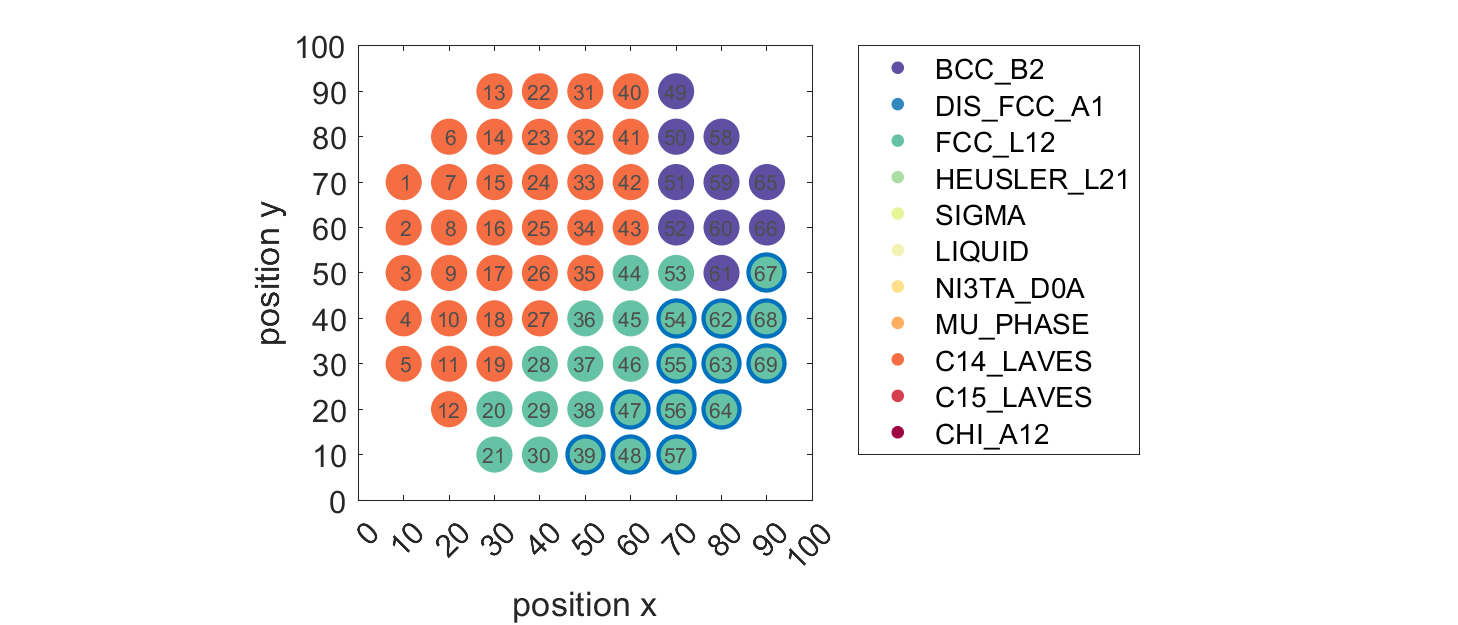 100
90
80
70
60
50
40
30
20
10
0
position y
13 22 31 40 49
6 14 23 32 41 50 58
1 7 15 24 33 42 51 59 65
2 8 16 25 34 43 52 60 66
3 9 17 26 35 44 53 61 67
4 10 18 27 36 45 54 62 68
5 11 19 28 37 46 55 63 69
12 20 29 38 47 56 64
21 30 39 48 57
0 10 20 30 40 50 60 70 80 90 100
position x
BCC_B2
DIS_FCC_A1
FCC_L12
HEUSLER_L21
SIGMA
LIQUID
NI3TA_D0A
MU_PHASE
C14_LAVES
C15_LAVES
CHI_A12